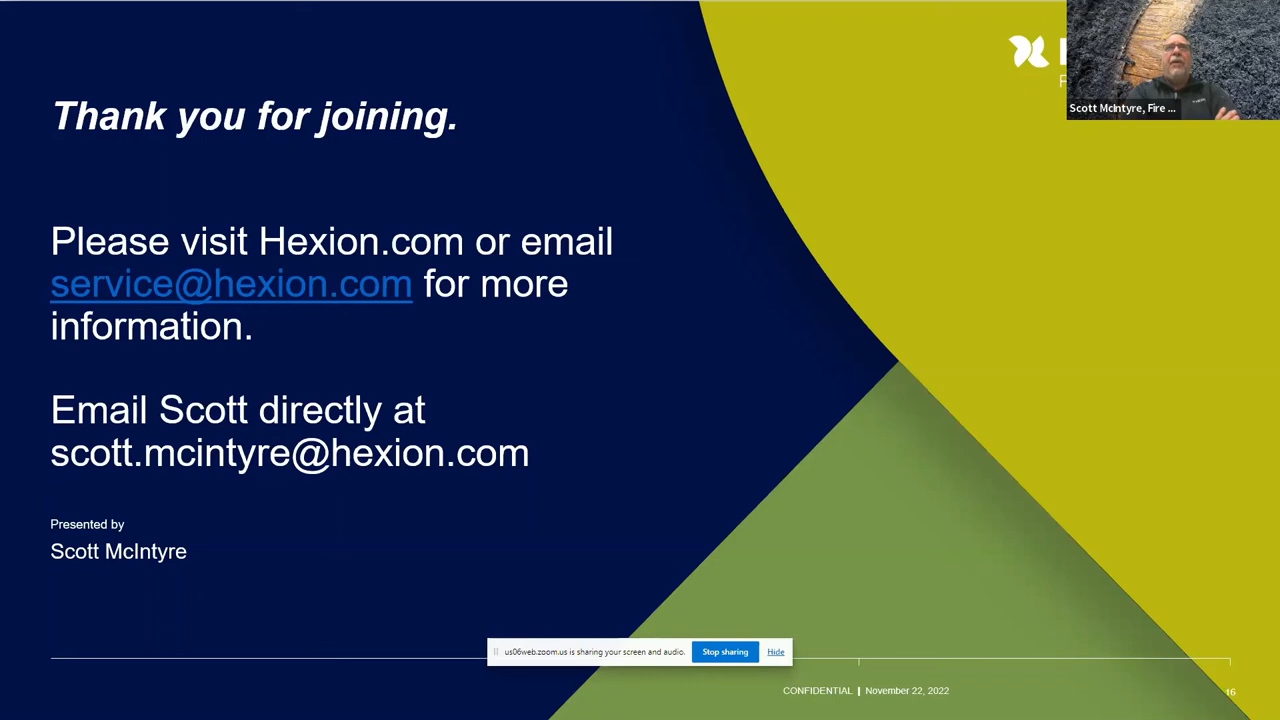 Thank you for joining.
Scott McIntyre, Fire ...
Please visit Hexion.com or email
service@hexion.com for more
information.
Email Scott directly at
scott.mcintyre@hexion.com
Presented by
Scott McIntyre
us06web.zoom.us is sharing your screen and audio.
Stop sharing
Hide
CONFIDENTIAL | November 22, 2022
16